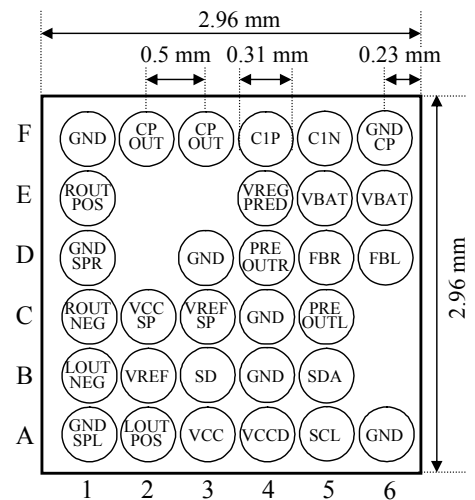 2.96 mm
0.5 mm 0.31 mm 0.23 mm
F GND CP OUT CP OUT C1P C1N GND CP
E ROUT POS VREG PRED VBAT VBAT
D GND SPR GND PRE OUTR FBR FBL
C ROUT NEG VCC SP VREF SP GND PRE OUTL
B LOUT NEG VREF SD GND SDA
A GND SPL LOUT POS VCC VCCD SCL GND
1 2 3 4 5 6
2.96 mm